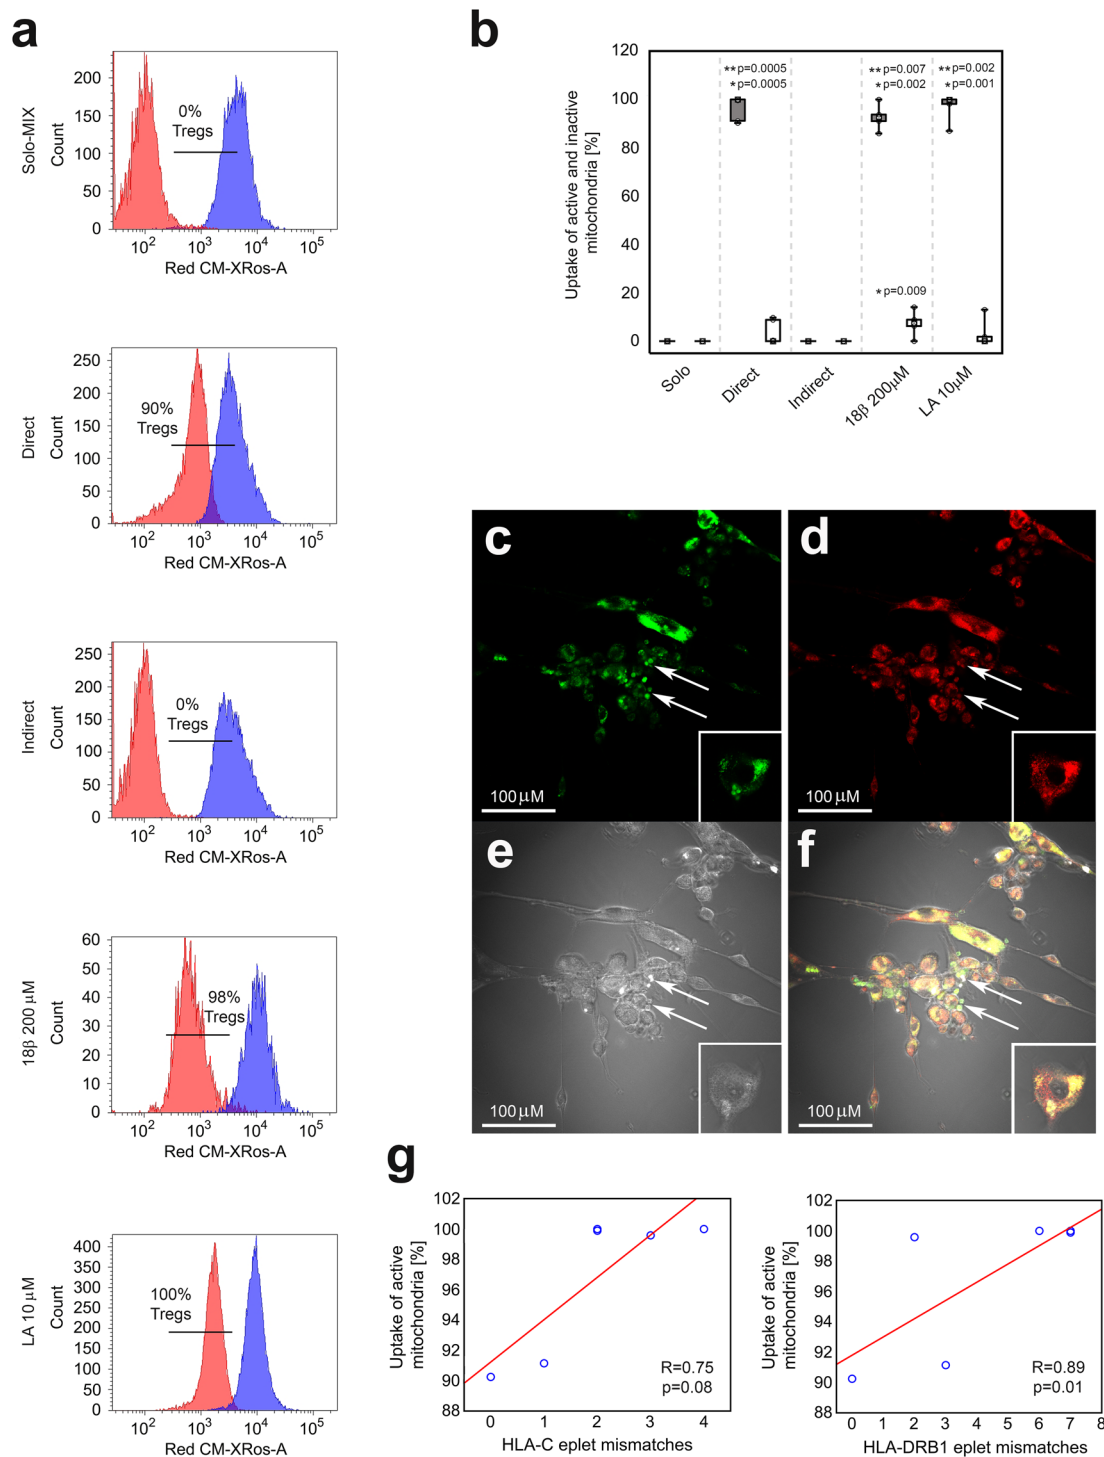 a
Solo-MIX
Count
200
150
100
50
0
0%
Tregs
10² 10³ 10⁴ 10⁵
Red CM-XRos-A
Direct
Count
250
200
150
100
50
0
90%
Tregs
10² 10³ 10⁴ 10⁵
Red CM-XRos-A
Indirect
Count
250
200
150
100
50
0
0%
Tregs
10² 10³ 10⁴ 10⁵
Red CM-XRos-A
18β 200 μM
Count
60
50
40
30
20
10
0
98%
Tregs
10² 10³ 10⁴ 10⁵
Red CM-XRos-A
LA 10 μM
Count
400
350
300
250
200
150
100
50
0
100%
Tregs
10² 10³ 10⁴ 10⁵
Red CM-XRos-A
b
Uptake of active and inactive
mitochondria [%]
120
100
80
60
40
20
0
**p=0.0005
*p=0.0005
**p=0.007
*p=0.002
**p=0.002
*p=0.001
*p=0.009
Solo
Direct
Indirect
18β 200μM
LA 10μM
c
100 μM
d
100 μM
e
100 μM
f
100 μM
g
Uptake of active
mitochondria [%]
102
100
98
96
94
92
90
88
R=0.75
p=0.08
0 1 2 3 4
HLA-C eplet mismatches
Uptake of active
mitochondria [%]
102
100
98
96
94
92
90
88
R=0.89
p=0.01
0 1 2 3 4 5 6 7 8
HLA-DRB1 eplet mismatches